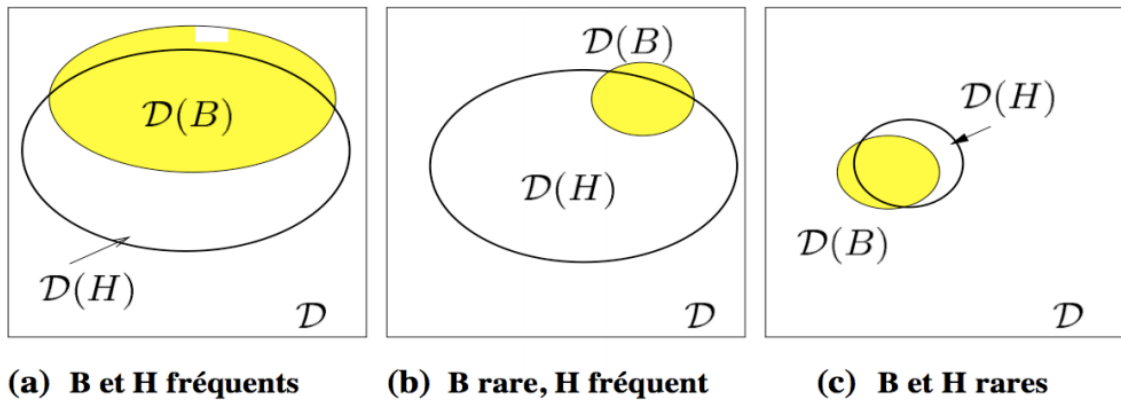 D(B)
D(H)
D
(a) B et H fréquents
D(B)
D(H)
D
(b) B rare, H fréquent
D(H)
D(B)
D
(c) B et H rares